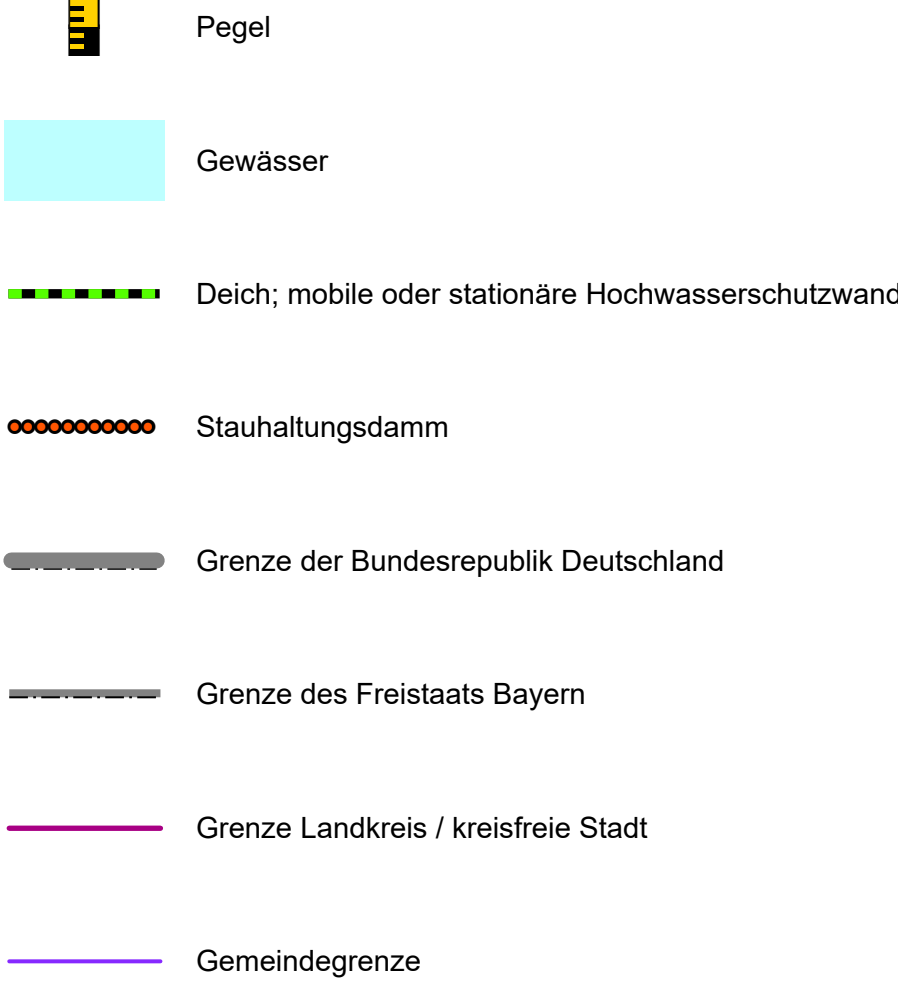 Pegel
Gewässer
Deich; mobile oder stationäre Hochwasserschutzwand
Stauhaltungsdamm
Grenze der Bundesrepublik Deutschland
Grenze des Freistaats Bayern
Grenze Landkreis / kreisfreie Stadt
Gemeindegrenze